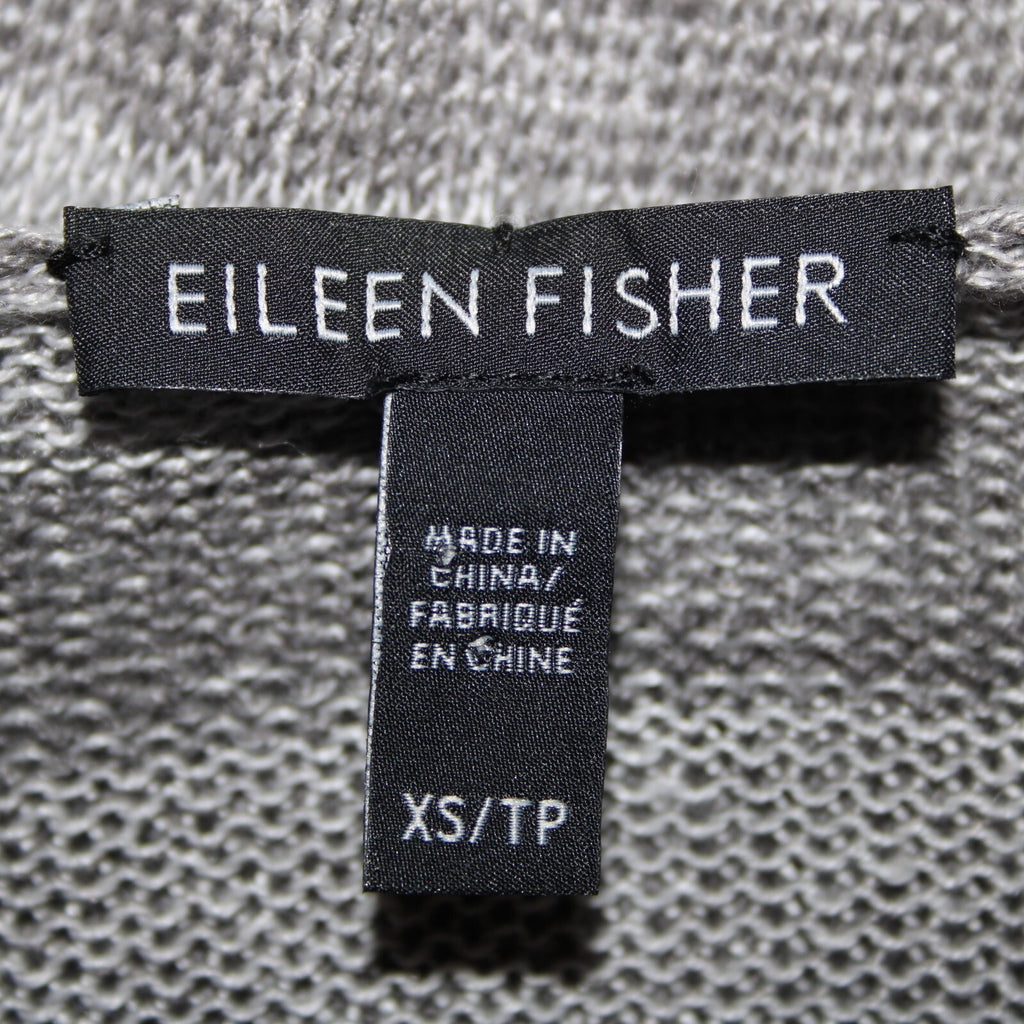 EILEEN FISHER
MADE IN
CHINA/
FABRIQUÉ
EN CHINE
XS/TP